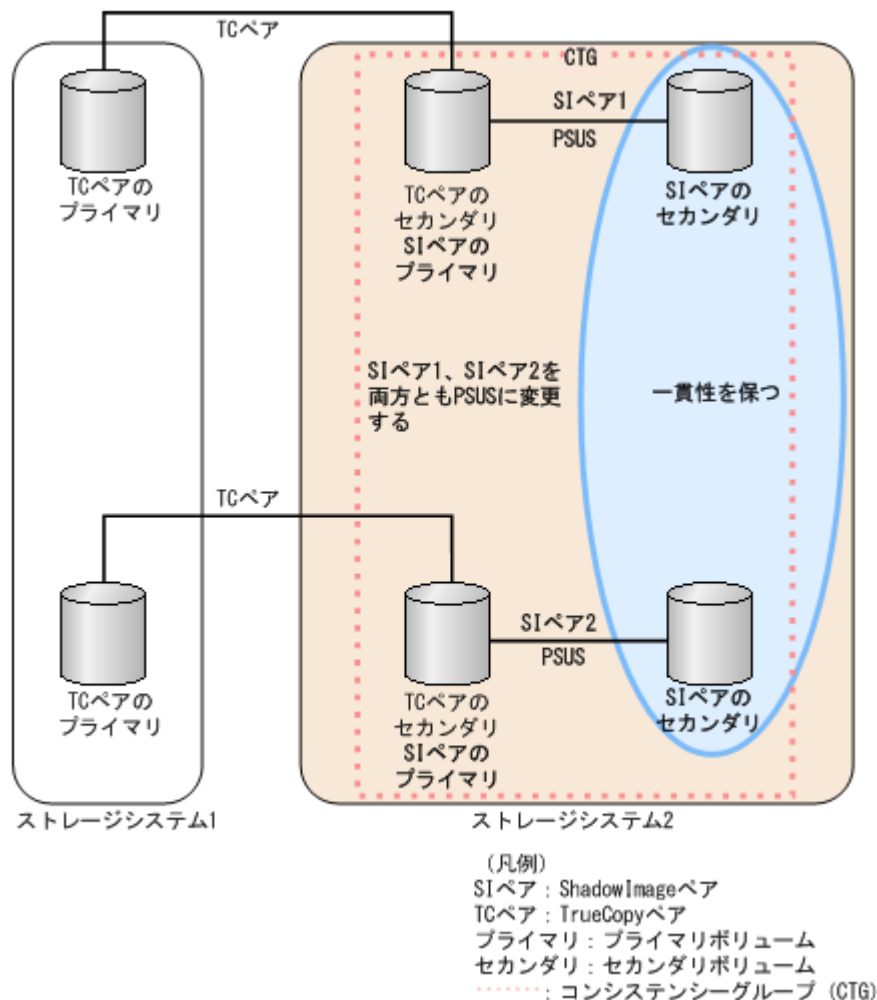 TCペア
CTG
SIペア1
PSUS
TCペアの
プライマリ
TCペアの
セカンダリ
SIペアの
プライマリ
SIペアの
セカンダリ
SIペア1、SIペア2を
両方ともPSUSに変更
する
一貫性を保つ
TCペア
SIペア2
PSUS
TCペアの
プライマリ
TCペアの
セカンダリ
SIペアの
プライマリ
SIペアの
セカンダリ
ストレージシステム1
ストレージシステム2
(凡例)
SIペア:ShadowImageペア
TCペア:TrueCopyペア
プライマリ:プライマリボリューム
セカンダリ:セカンダリボリューム
:コンシステンシーグループ (CTG)